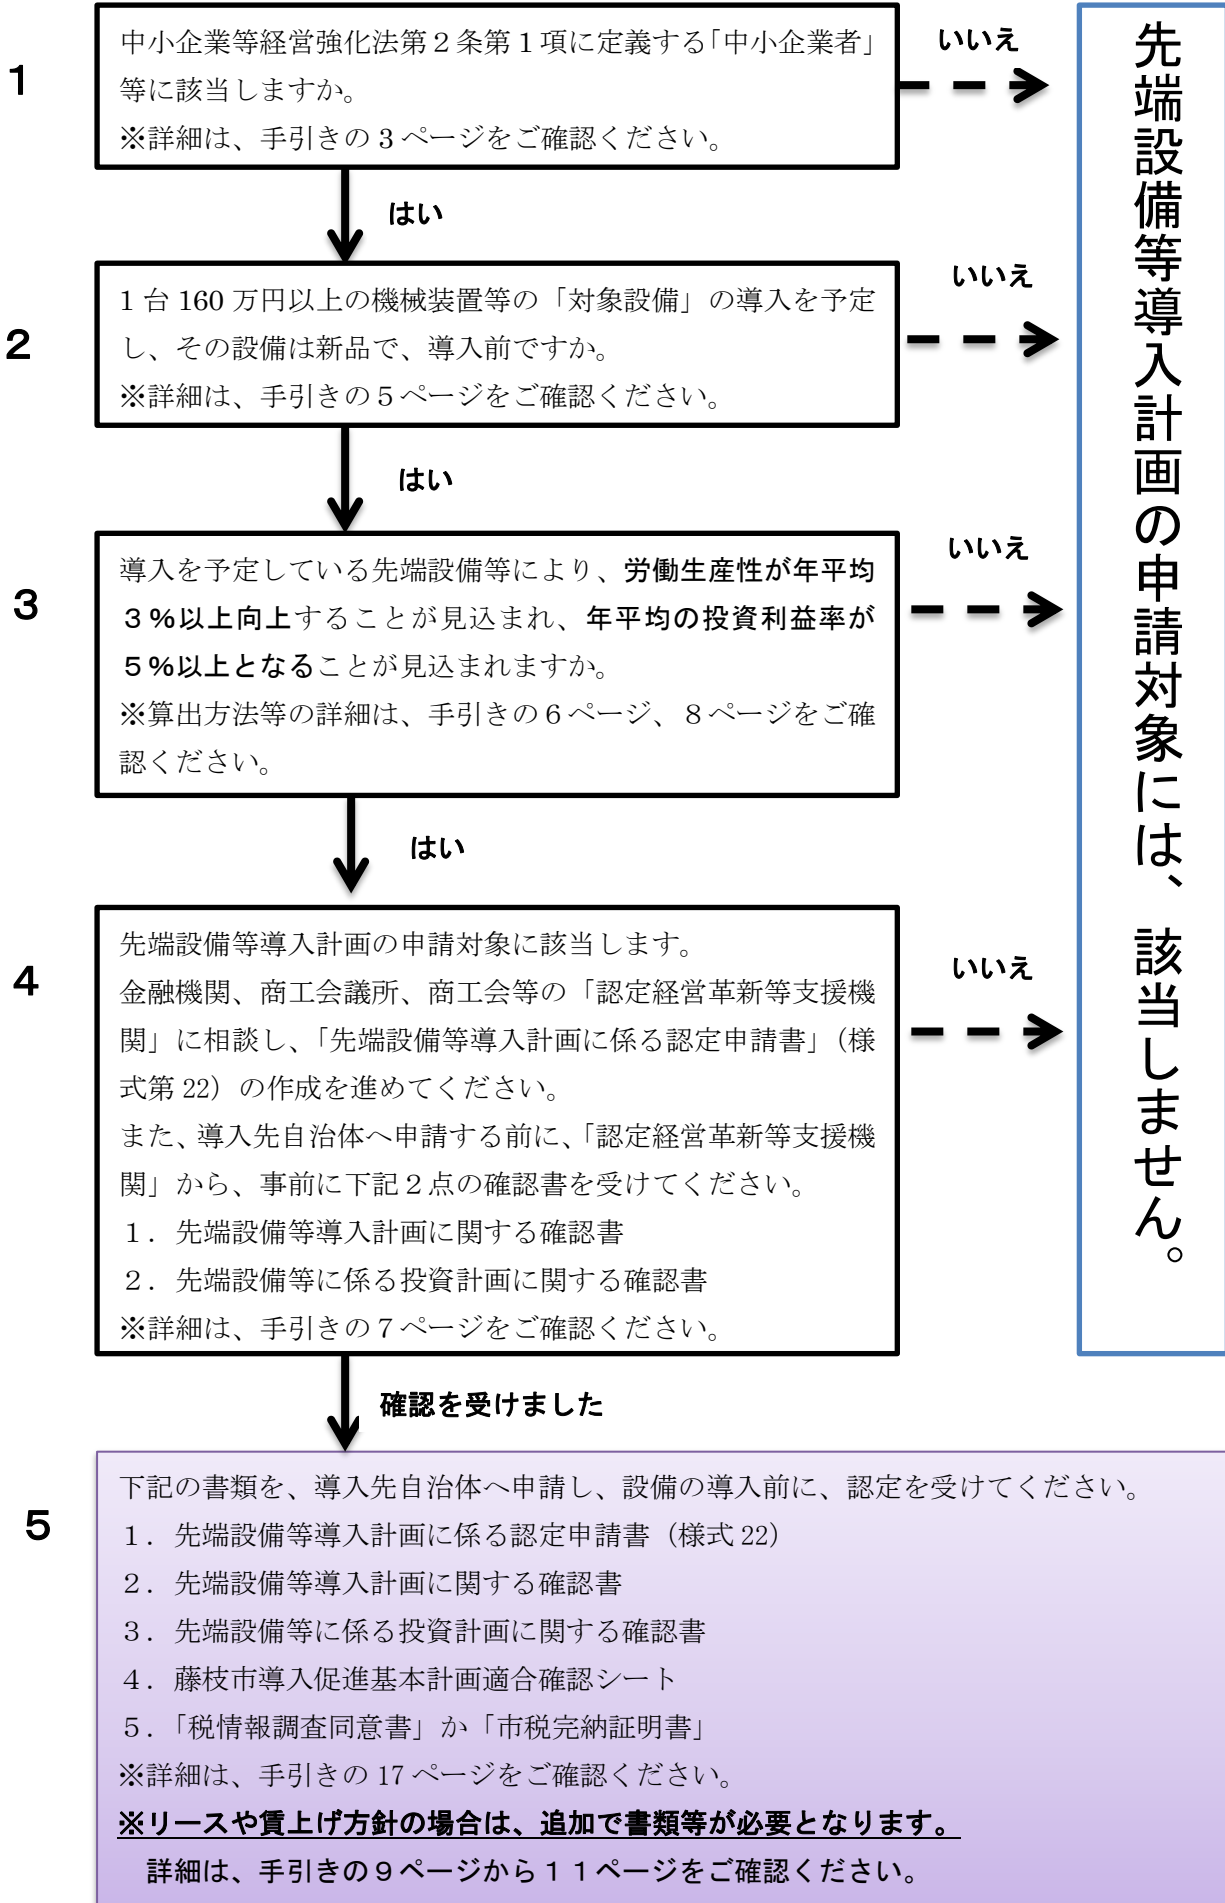 1
中小企業等経営強化法第２条第１項に定義する「中小企業者」
等に該当しますか。
※詳細は、手引きの３ページをご確認ください。
いいえ
はい
2
１台 160 万円以上の機械装置等の「対象設備」の導入を予定
し、その設備は新品で、導入前ですか。
※詳細は、手引きの５ページをご確認ください。
いいえ
はい
3
導入を予定している先端設備等により、労働生産性が年平均
３％以上向上することが見込まれ、年平均の投資利益率が
５％以上となることが見込まれますか。
※算出方法等の詳細は、手引きの６ページ、８ページをご確
認ください。
いいえ
はい
4
先端設備等導入計画の申請対象に該当します。
金融機関、商工会議所、商工会等の「認定経営革新等支援機
関」に相談し、「先端設備等導入計画に係る認定申請書」（様
式第 22）の作成を進めてください。
また、導入先自治体へ申請する前に、「認定経営革新等支援機
関」から、事前に下記２点の確認書を受けてください。
１．先端設備等導入計画に関する確認書
２．先端設備等に係る投資計画に関する確認書
※詳細は、手引きの７ページをご確認ください。
いいえ
確認を受けました
先端設備等導入計画の申請対象には、該当しません。
5
下記の書類を、導入先自治体へ申請し、設備の導入前に、認定を受けてください。
１．先端設備等導入計画に係る認定申請書（様式 22）
２．先端設備等導入計画に関する確認書
３．先端設備等に係る投資計画に関する確認書
４．藤枝市導入促進基本計画適合確認シート
５．「税情報調査同意書」か「市税完納証明書」
※詳細は、手引きの 17 ページをご確認ください。
※リースや賃上げ方針の場合は、追加で書類等が必要となります。
詳細は、手引きの９ページから１１ページをご確認ください。